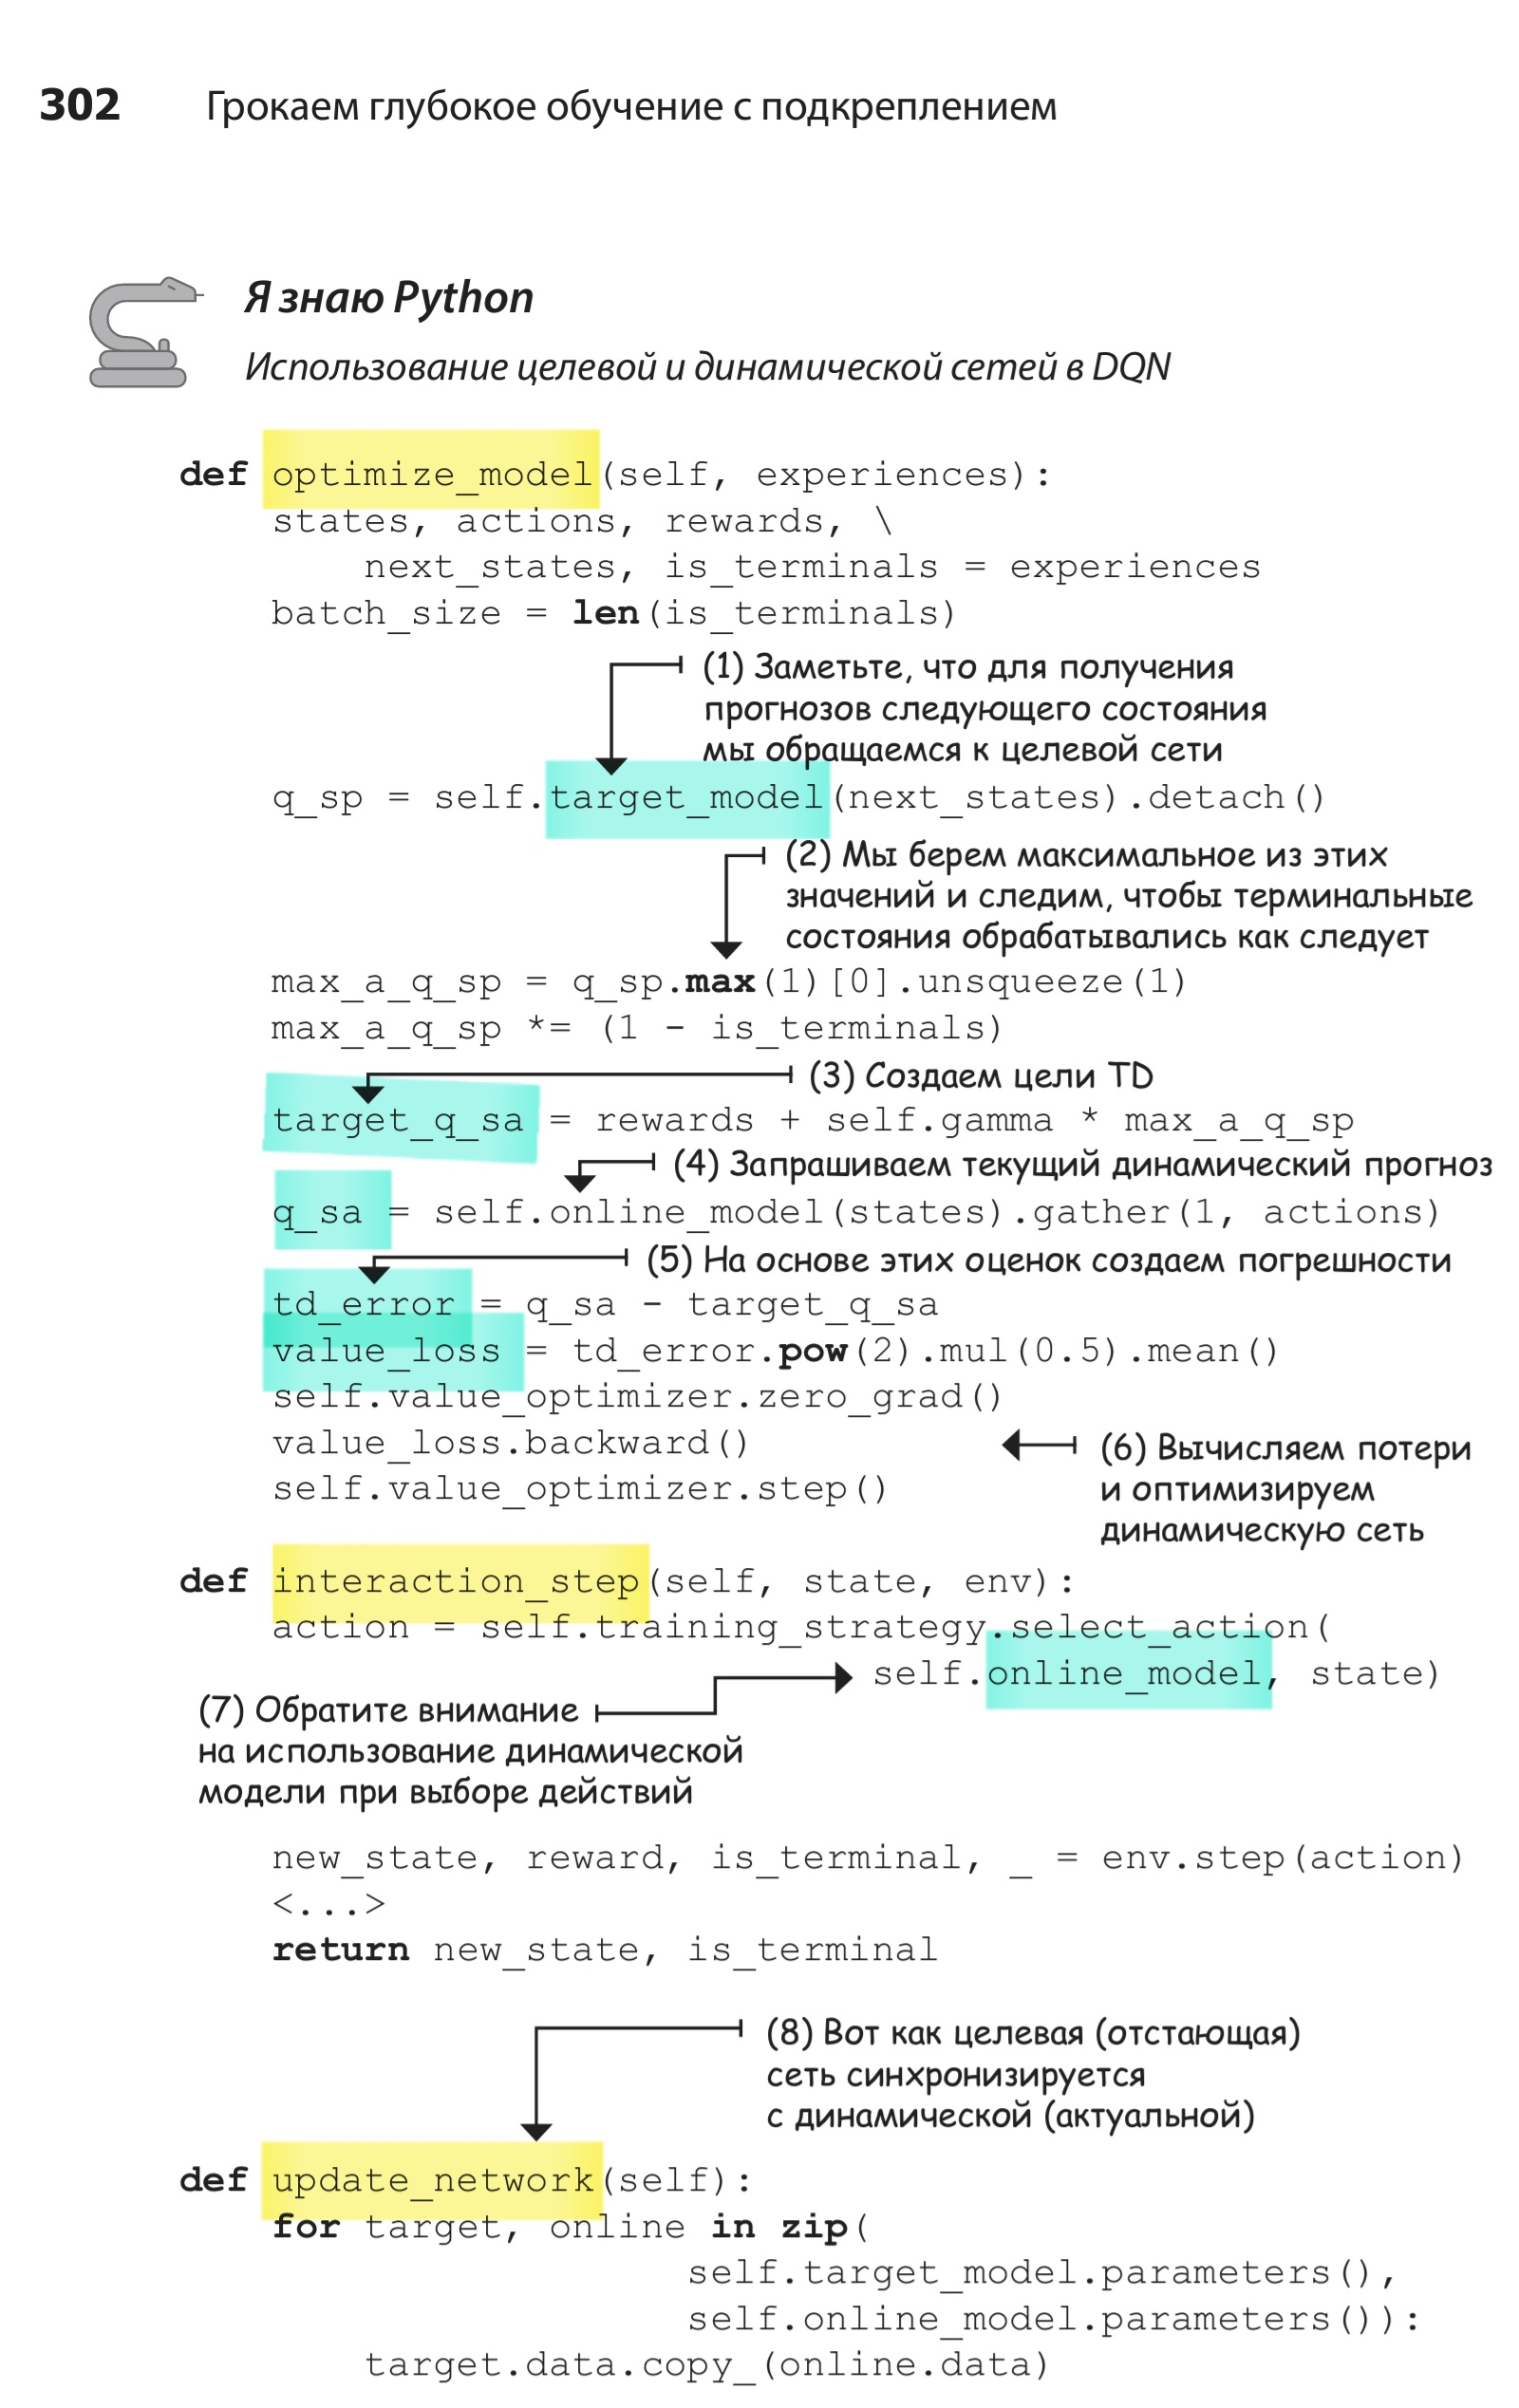 302 Грокаем глубокое обучение с подкреплением
Я знаю Python
Использование целевой и динамической сетей в DQN
def optimize_model(self, experiences):
    states, actions, rewards, \
        next_states, is_terminals = experiences
    batch_size = len(is_terminals)
(1) Заметьте, что для получения
прогнозов следующего состояния
мы обращаемся к целевой сети
    q_sp = self.target_model(next_states).detach()
(2) Мы берем максимальное из этих
значений и следим, чтобы терминальные
состояния обрабатывались как следует
    max_a_q_sp = q_sp.max(1)[0].unsqueeze(1)
    max_a_q_sp *= (1 - is_terminals)
(3) Создаем цели TD
    target_q_sa = rewards + self.gamma * max_a_q_sp
(4) Запрашиваем текущий динамический прогноз
    q_sa = self.online_model(states).gather(1, actions)
(5) На основе этих оценок создаем погрешности
    td_error = q_sa - target_q_sa
    value_loss = td_error.pow(2).mul(0.5).mean()
    self.value_optimizer.zero_grad()
    value_loss.backward()
    self.value_optimizer.step()
(6) Вычисляем потери
и оптимизируем
динамическую сеть
def interaction_step(self, state, env):
    action = self.training_strategy.select_action(
                              self.online_model, state)
(7) Обратите внимание
на использование динамической
модели при выборе действий
    new_state, reward, is_terminal, _ = env.step(action)
    <...>
    return new_state, is_terminal
(8) Вот как целевая (отстающая)
сеть синхронизируется
с динамической (актуальной)
def update_network(self):
    for target, online in zip(
                      self.target_model.parameters(),
                      self.online_model.parameters()):
        target.data.copy_(online.data)